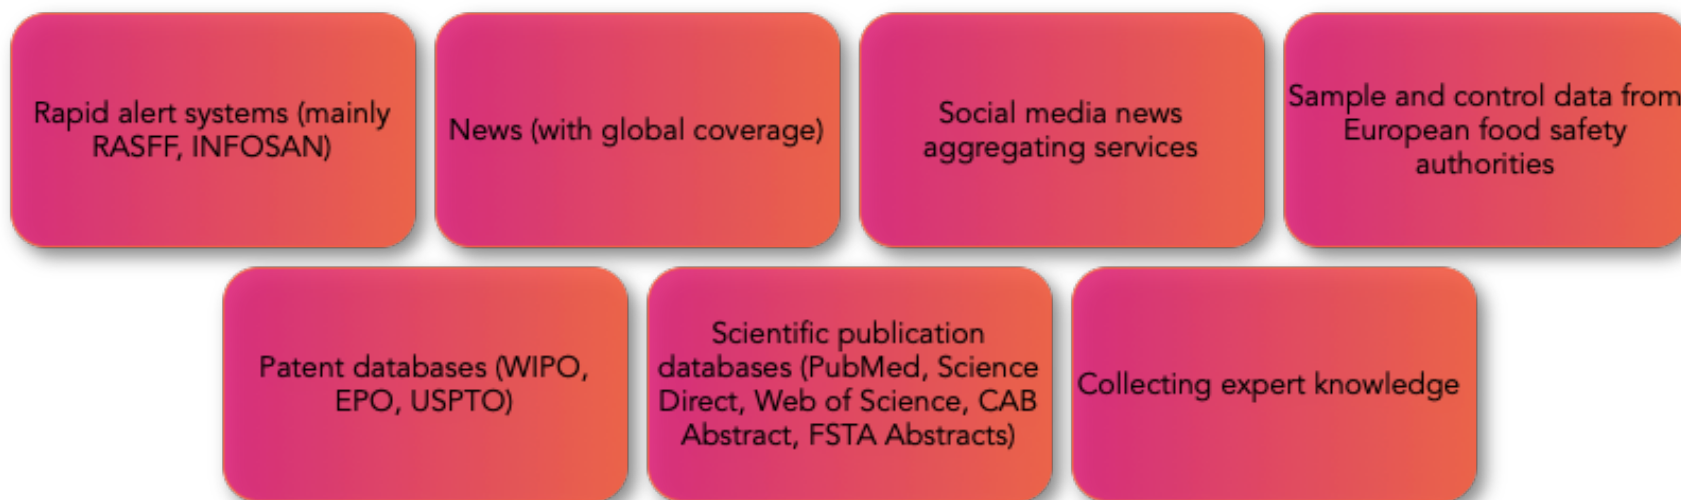 Rapid alert systems (mainly
RASFF, INFOSAN)
News (with global coverage)
Social media news
aggregating services
Sample and control data from
European food safety
authorities
Patent databases (WIPO,
EPO, USPTO)
Scientific publication
databases (PubMed, Science
Direct, Web of Science, CAB
Abstract, FSTA Abstracts)
Collecting expert knowledge